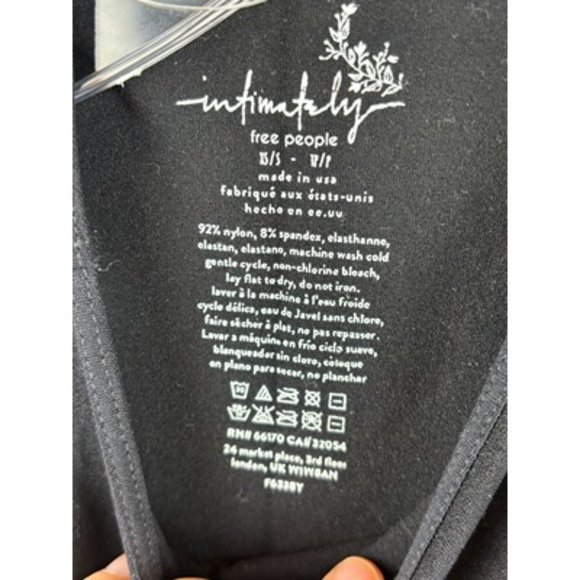 intimately
free people
XS/S - TP/P
made in usa
fabriqué aux états-unis
hecho en ee.uu
92% nylon, 8% spandex, elasthanne,
elastan, elastano, machine wash cold
gentle cycle, non-chlorine bleach,
lay flat to dry, do not iron.
laver à la machine à l'eau froide
cycle délica, eau de Javel sans chlore,
faire sécher à plat, no pas repasser.
Lavar a máquina en frío ciclo suave,
blanqueador sin cloro, coloque
en plano para secar, no planchar
RN# 66170 CA# 32054
24 market place, 3rd floor
london, UK W1W8AN
F633BY